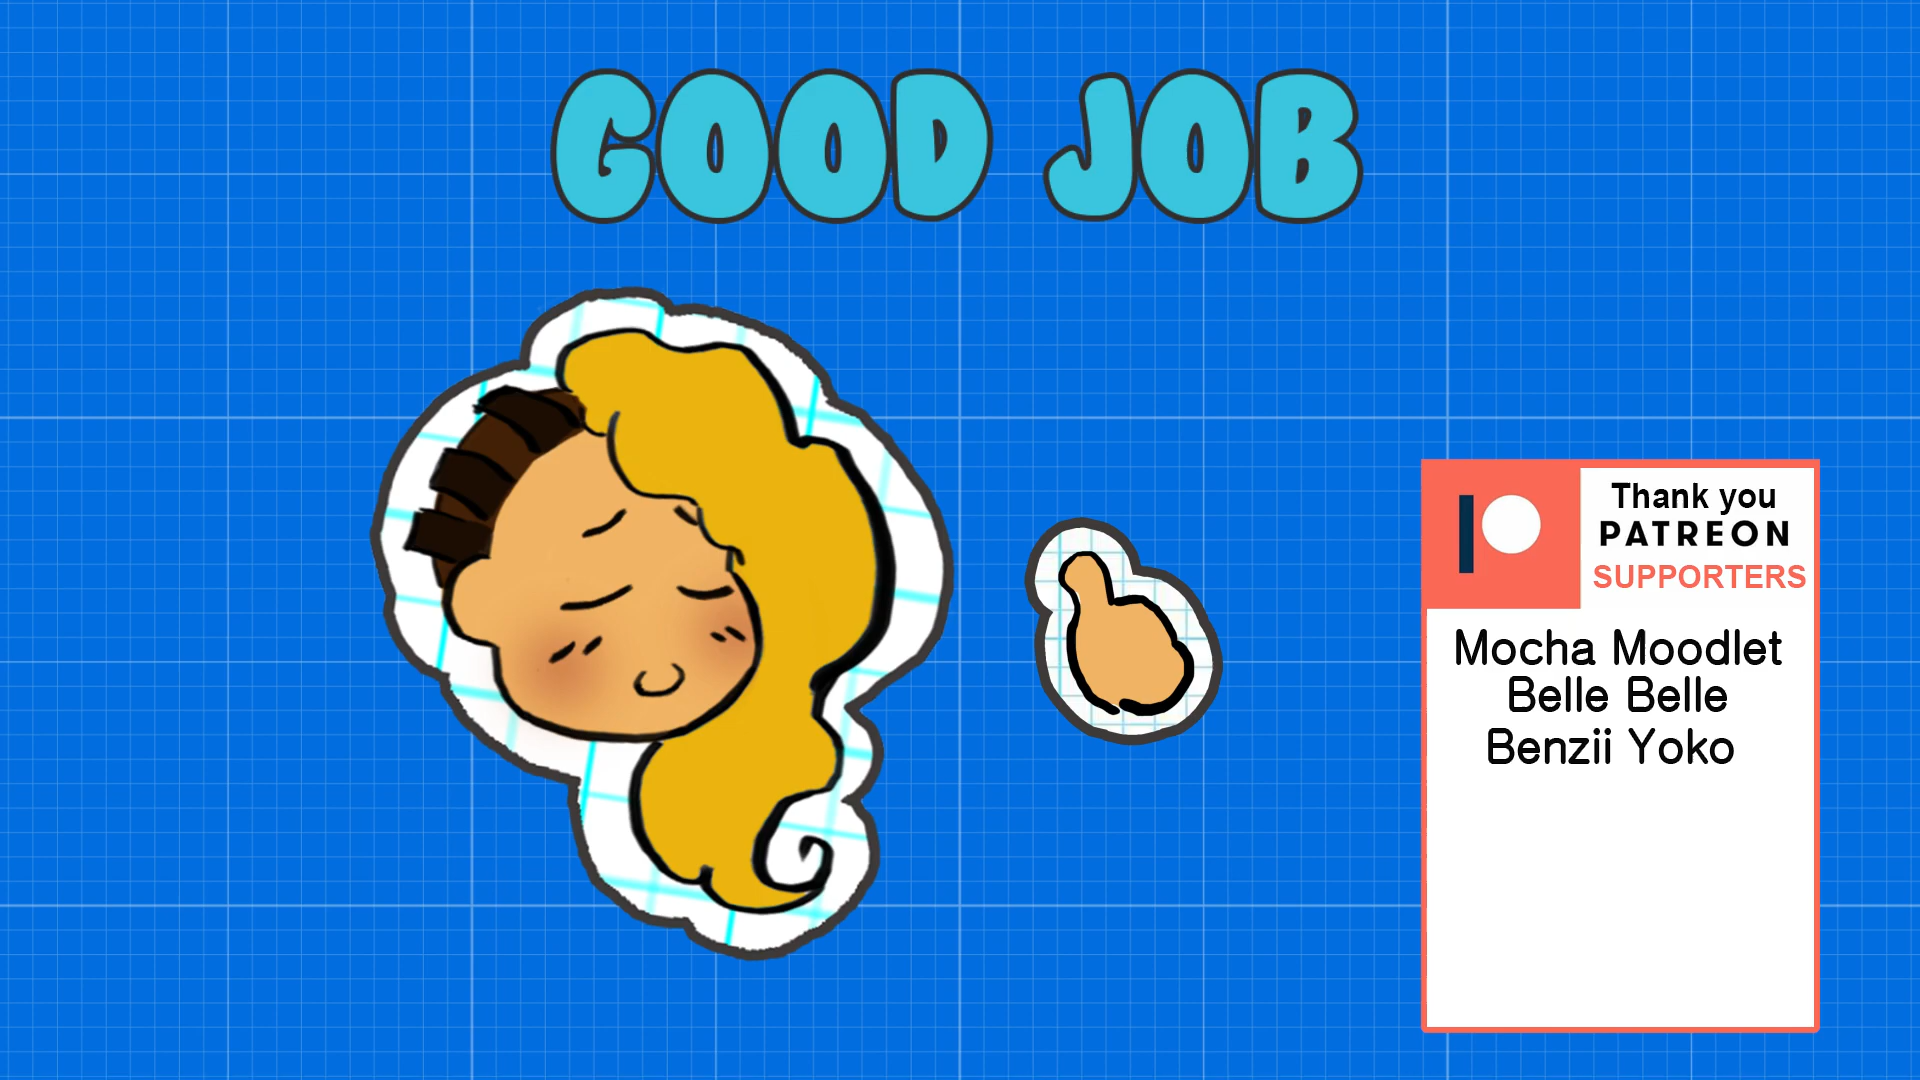 GOOD JOB
Thank you
PATREON
SUPPORTERS
Mocha Moodlet
Belle Belle
Benzii Yoko